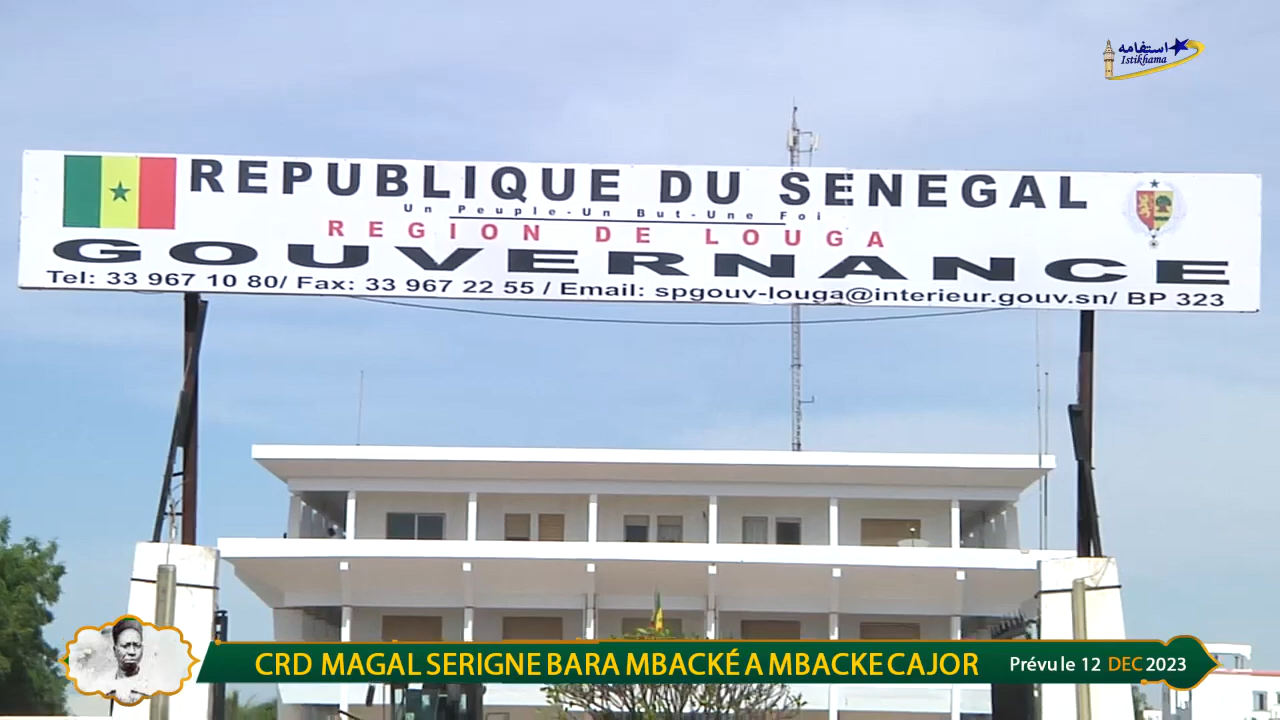 استقامه
Istikhama
REPUBLIQUE DU SENEGAL
Un Peuple-Un But-Une Foi
REGION DE LOUGA
GOUVERNANCE
Tel: 33 967 10 80/ Fax: 33 967 22 55 / Email: spgouv-louga@interieur.gouv.sn/ BP 323
CRD MAGAL SERIGNE BARA MBACKÉ A MBACKE CAJOR
Prévu le 12 DEC 2023